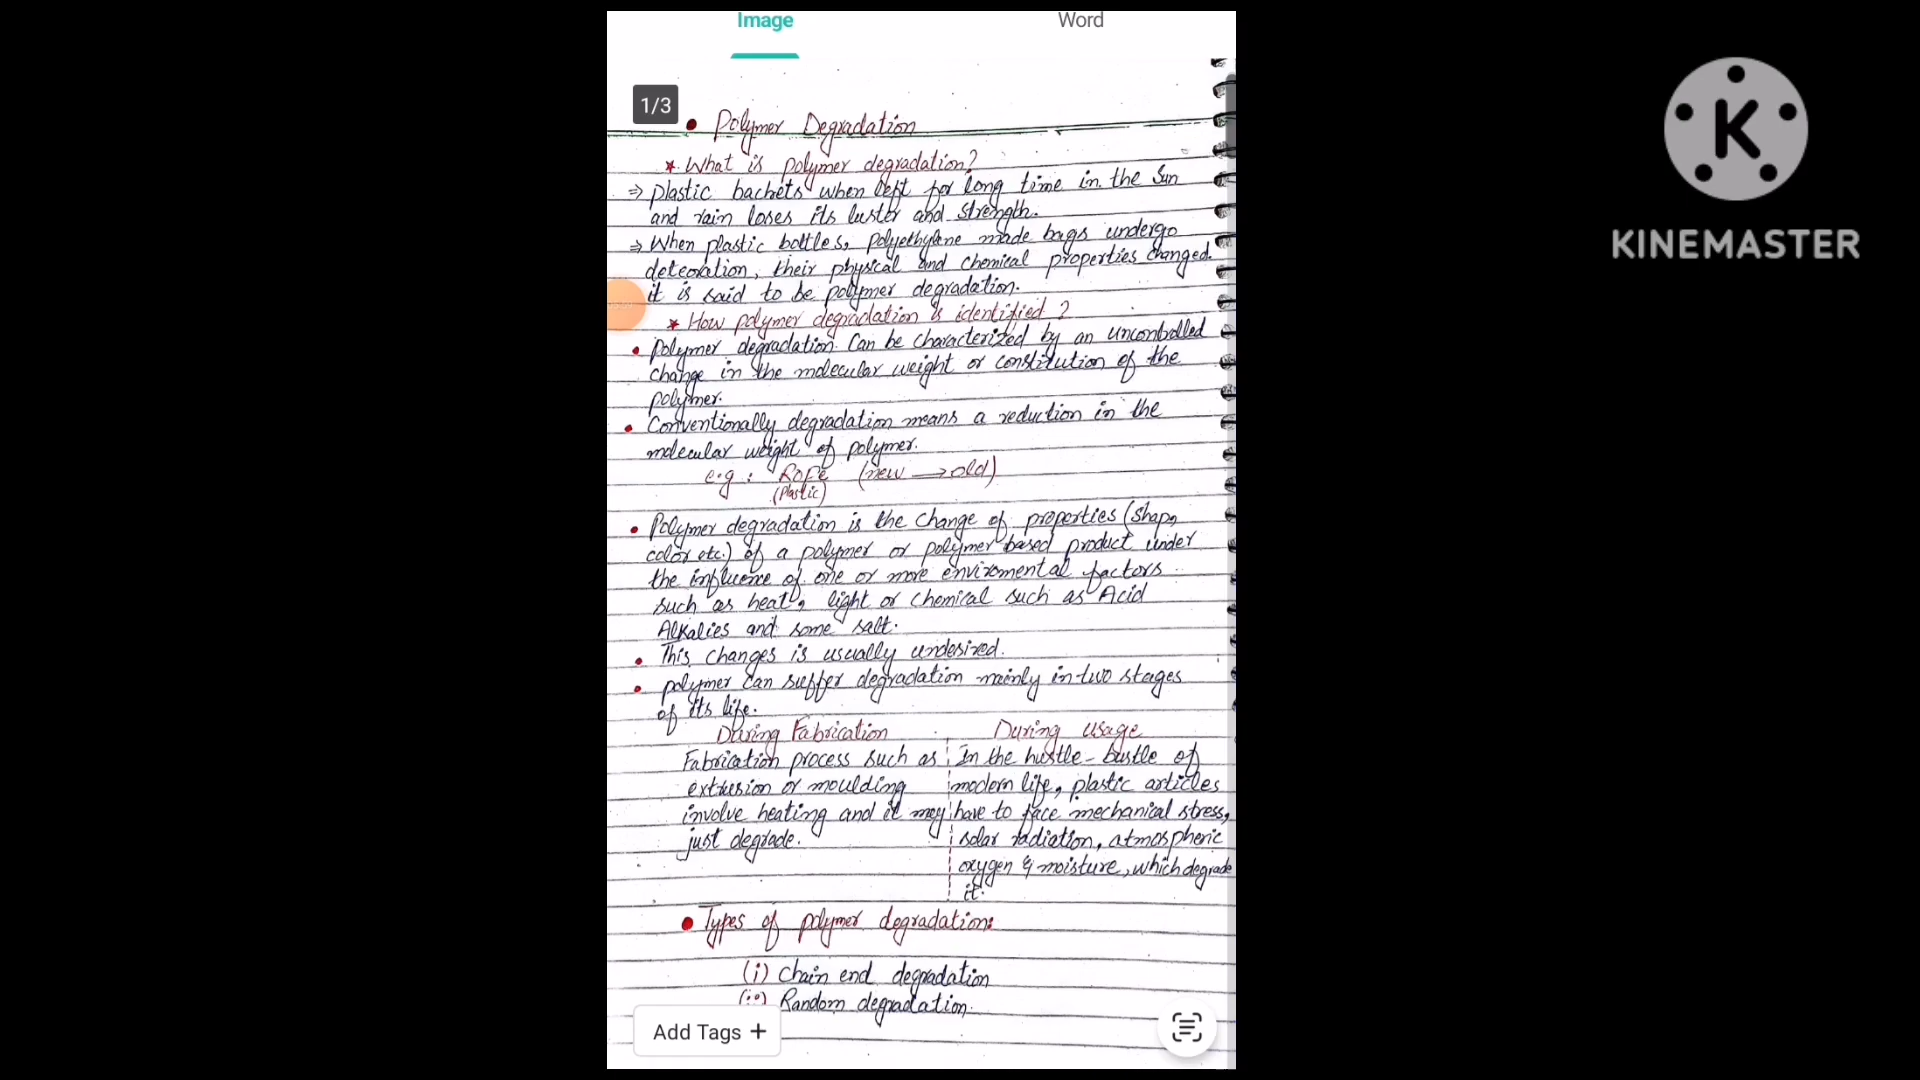 Image
Word
1/3
Polymer Degradation
* What is polymer degradation?
⇒ plastic bachets when left for long time in the Sun
and rain loses its luster and strength.
⇒ When plastic bottles, polyethylene made bags undergo
deteoration, their physical and chemical properties changed.
it is said to be polymer degradation.
* How polymer degradation is identified?
• Polymer degradation Can be characterized by an uncontrolled
change in the molecular weight or constitution of the
polymer.
• Conventionally degradation means a reduction in the
molecular weight of polymer.
e.g: Rope (new → old)
(Plastic)
• Polymer degradation is the change of properties (shap,
color etc.) of a polymer or polymer based product under
the influence of one or more enviromental factors
such as heat, light or chemical such as Acid
Alkalies and some salt.
• This changes is usually undesired.
• polymer can suffer degradation mainly in two stages
of its life.
During Fabrication
Fabrication process such as
extrusion or moulding
involve heating and it may
just degrade.
During usage
In the hustle-bustle of
modern life, plastic articles
have to face mechanical stress,
solar radiation, atmospheric
oxygen & moisture, which degrade
it.
• Types of polymer degradation:
(i) Chain end degradation
(ii) Random degradation.
Add Tags +
K
KINEMASTER